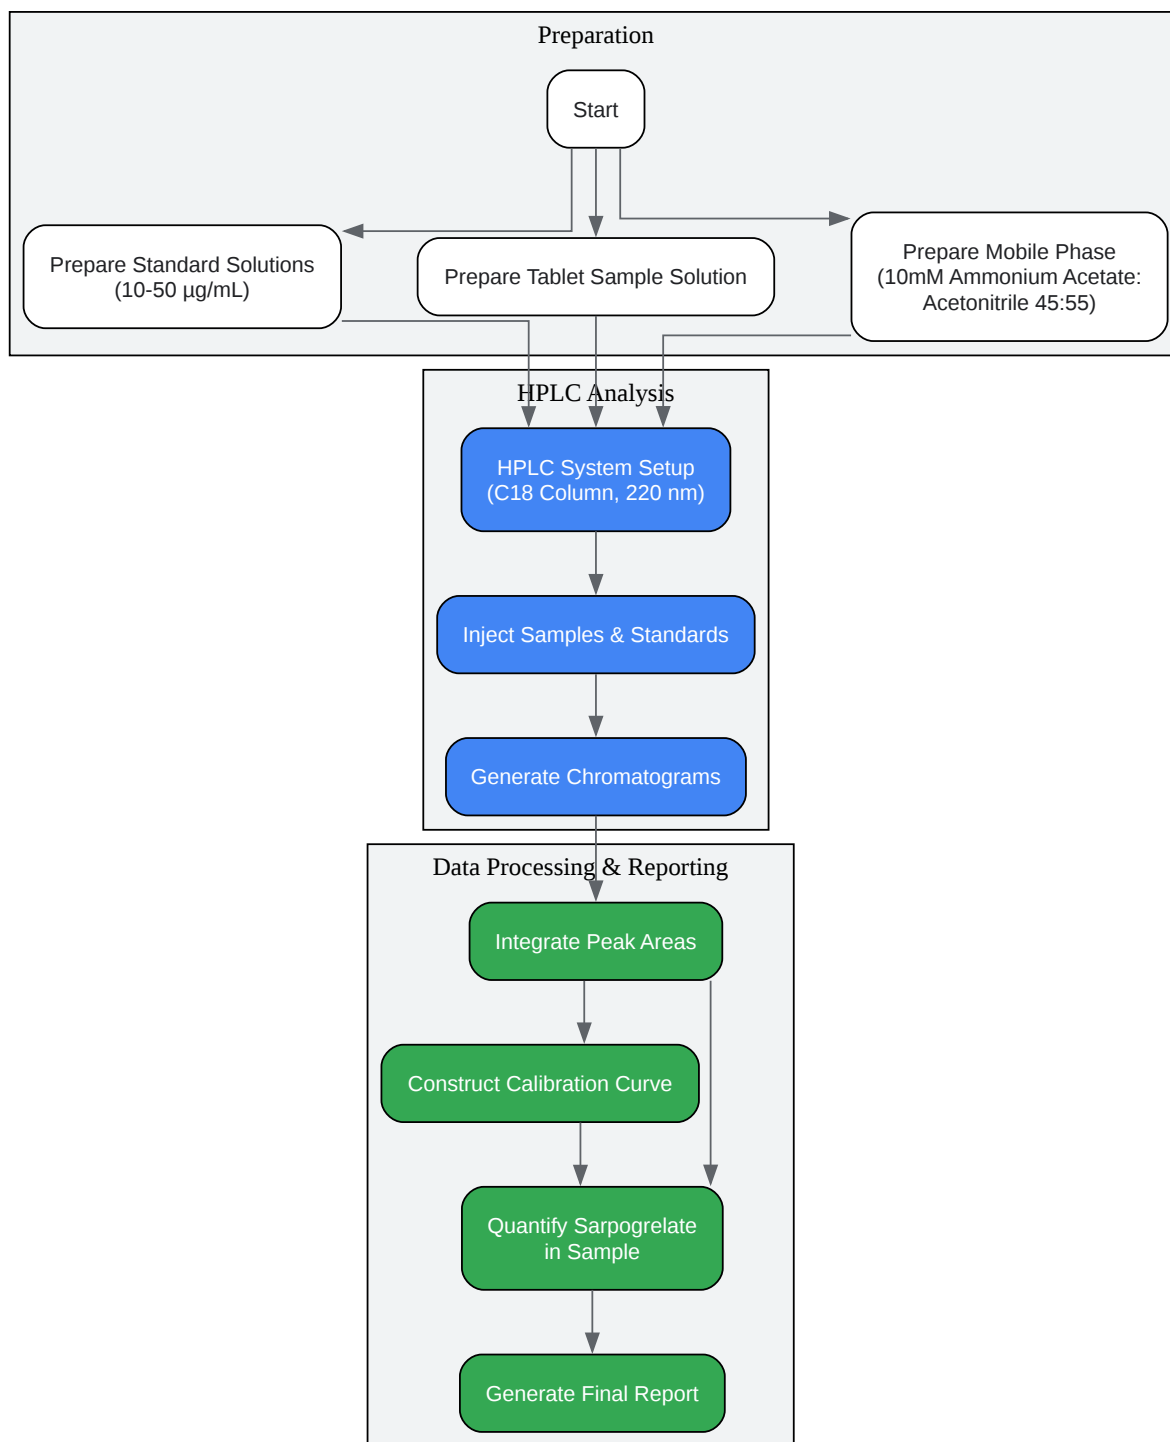 Preparation
Start
Prepare Standard Solutions
(10-50 µg/mL)
Prepare Tablet Sample Solution
Prepare Mobile Phase
(10mM Ammonium Acetate:
Acetonitrile 45:55)
HPLC Analysis
HPLC System Setup
(C18 Column, 220 nm)
Inject Samples & Standards
Generate Chromatograms
Data Processing & Reporting
Integrate Peak Areas
Construct Calibration Curve
Quantify Sarpogrelate
in Sample
Generate Final Report